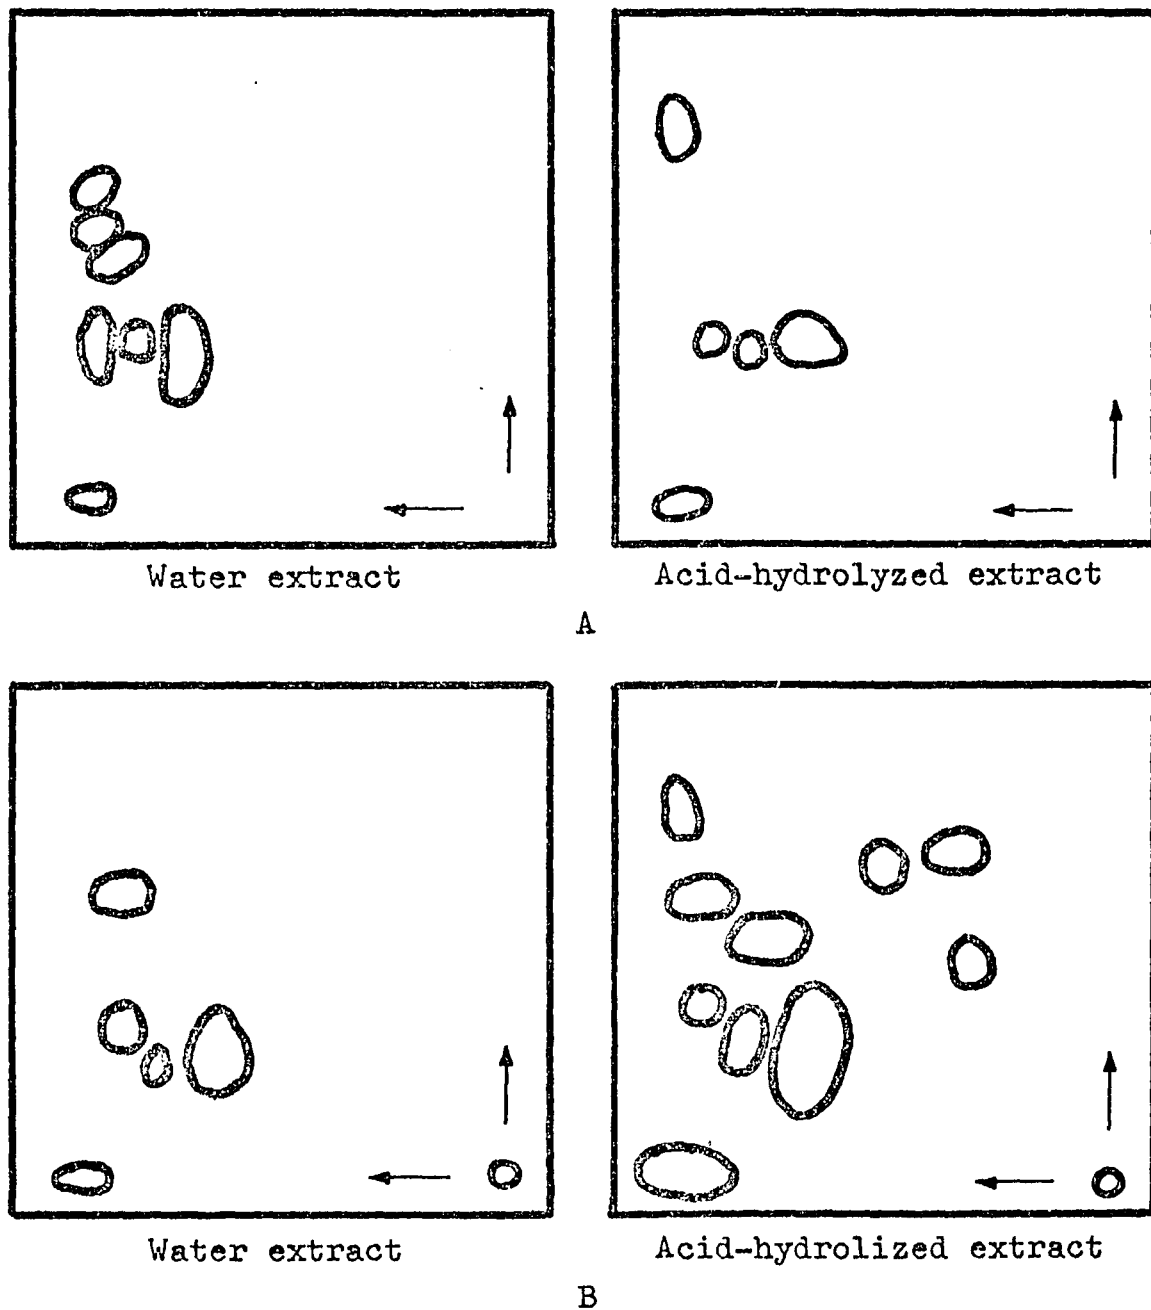 Water extract
Acid-hydrolyzed extract
A
Water extract
Acid-hydrolized extract
B